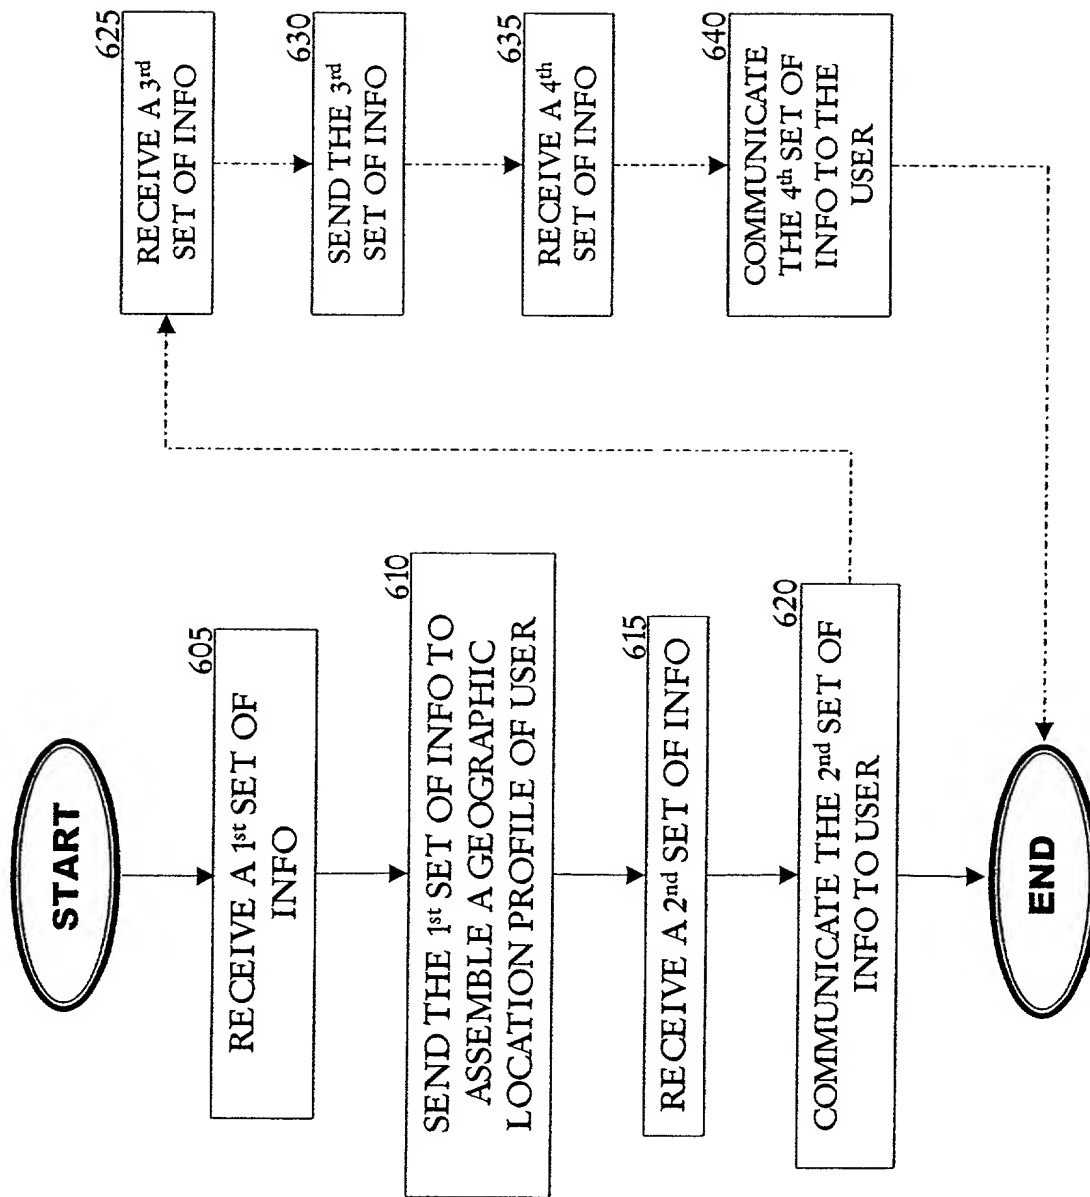 START
605
RECEIVE A 1st SET OF
INFO
610
SEND THE 1st SET OF INFO TO
ASSEMBLE A GEOGRAPHIC
LOCATION PROFILE OF USER
615
RECEIVE A 2nd SET OF INFO
620
COMMUNICATE THE 2nd SET OF
INFO TO USER
END
625
RECEIVE A 3rd
SET OF INFO
630
SEND THE 3rd
SET OF INFO
635
RECEIVE A 4th
SET OF INFO
640
COMMUNICATE
THE 4th SET OF
INFO TO THE
USER